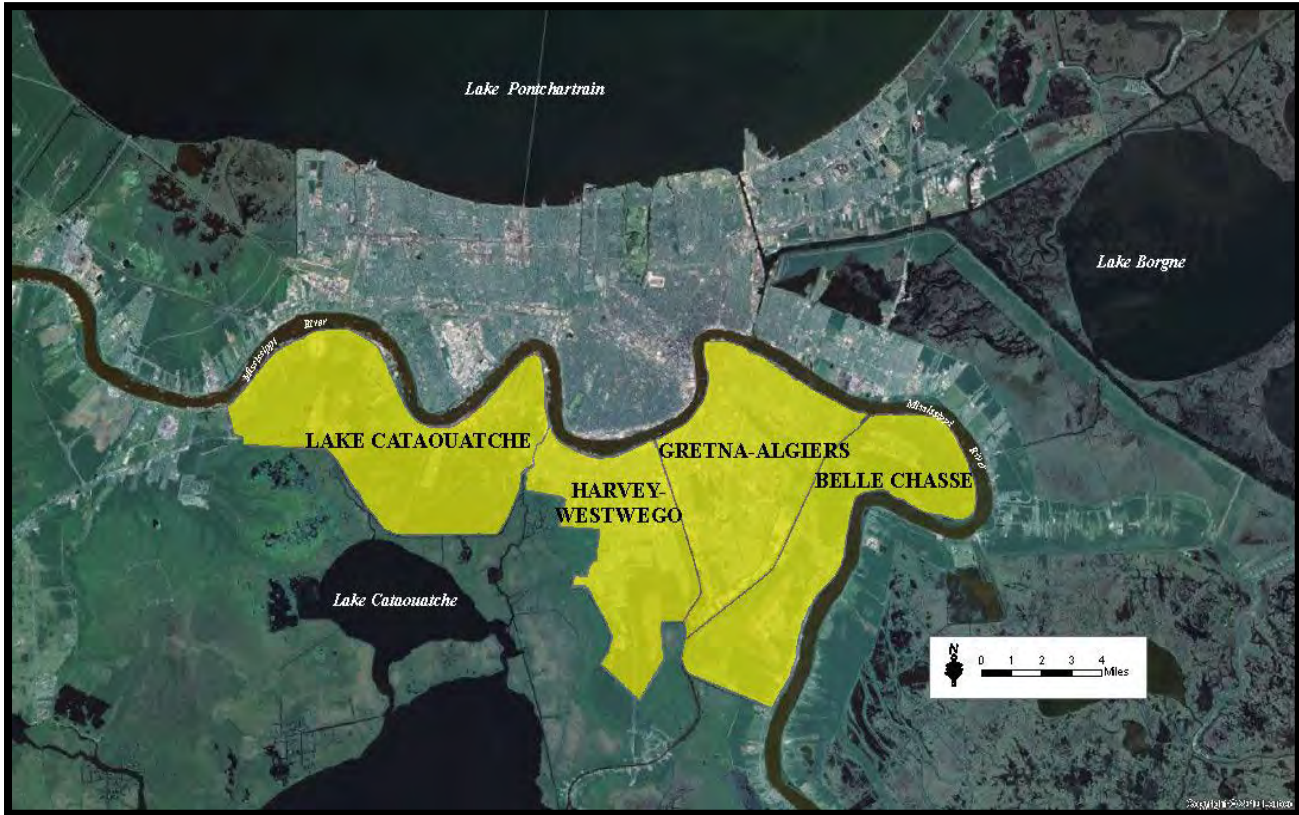 Lake Pontchartrain
Lake Borgne
Mississippi
River
Mississippi
River
LAKE CATAOUATCHE
GRETNA-ALGIERS
BELLE CHASSE
HARVEY-
WESTWEGO
Lake Cataouatche
N
0 1 2 3 4
Miles
Copyright ©